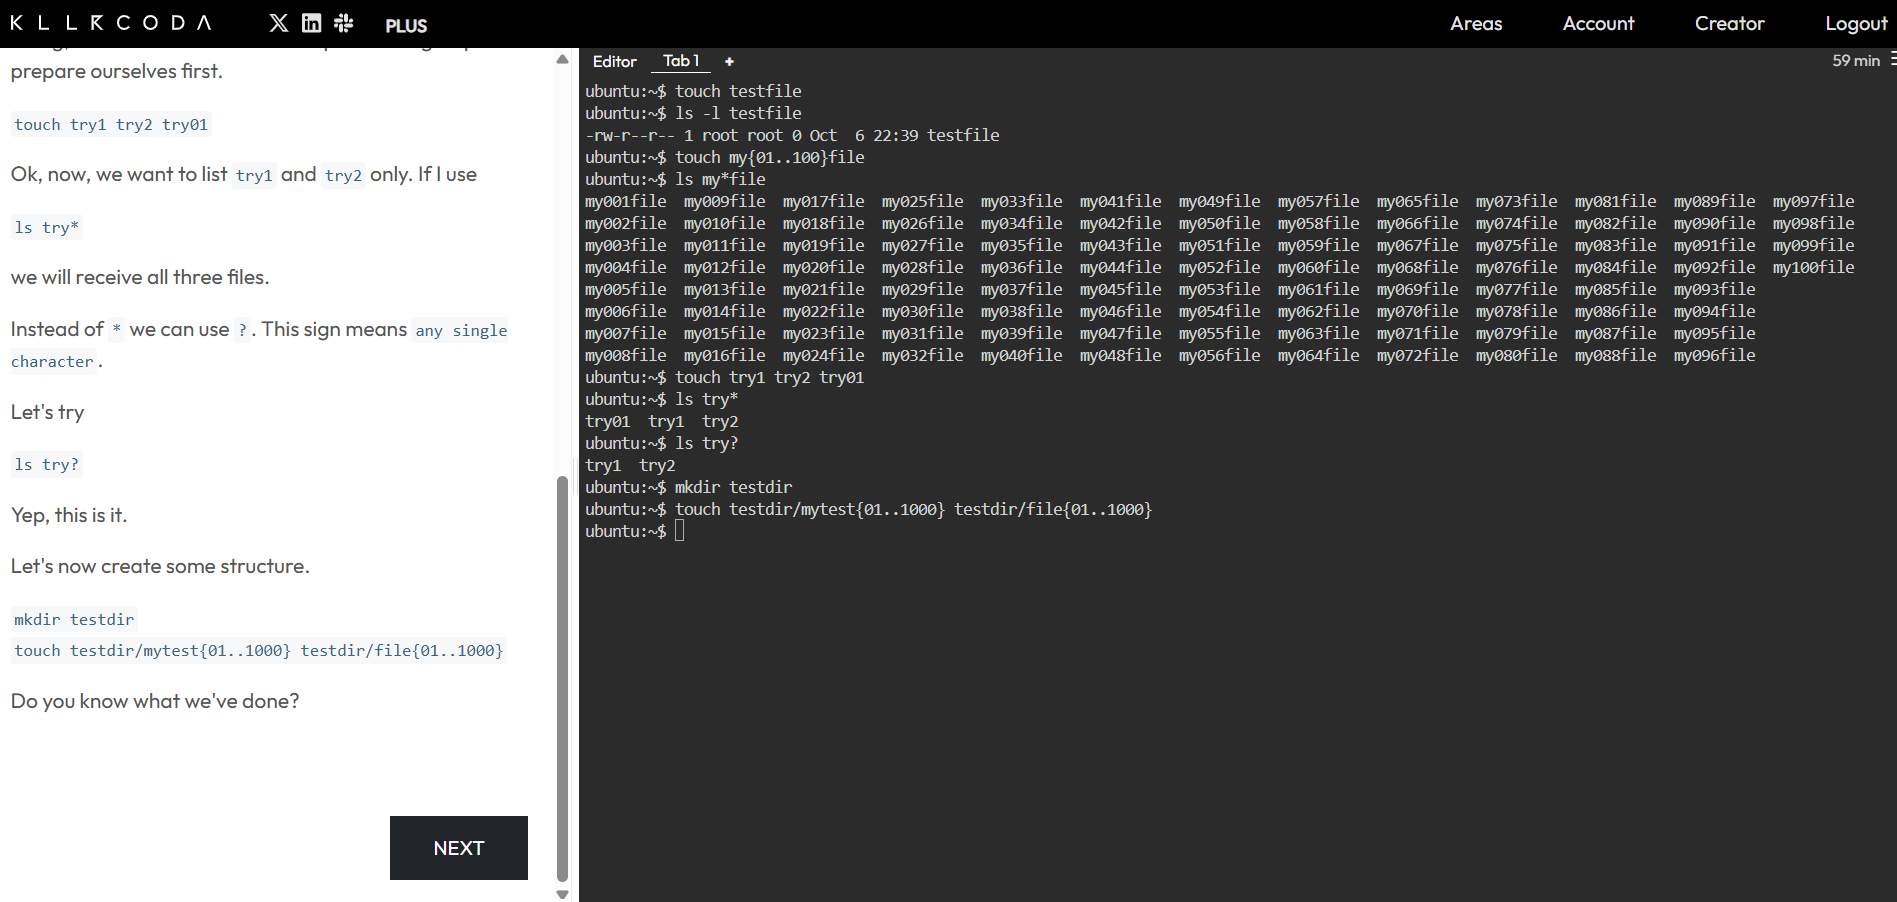 KLLRCODA
PLUS
Areas
Account
Creator
Logout
prepare ourselves first.
touch try1 try2 try01
Ok, now, we want to list try1 and try2 only. If I use
ls try*
we will receive all three files.
Instead of * we can use ?. This sign means any single
character.
Let's try
ls try?
Yep, this is it.
Let's now create some structure.
mkdir testdir
touch testdir/mytest{01..1000} testdir/file{01..1000}
Do you know what we've done?
NEXT
Editor
Tab 1
+
59 min
ubuntu:~$ touch testfile
ubuntu:~$ ls -l testfile
-rw-r--r-- 1 root root 0 Oct  6 22:39 testfile
ubuntu:~$ touch my{01..100}file
ubuntu:~$ ls my*file
my001file  my009file  my017file  my025file  my033file  my041file  my049file  my057file  my065file  my073file  my081file  my089file  my097file
my002file  my010file  my018file  my026file  my034file  my042file  my050file  my058file  my066file  my074file  my082file  my090file  my098file
my003file  my011file  my019file  my027file  my035file  my043file  my051file  my059file  my067file  my075file  my083file  my091file  my099file
my004file  my012file  my020file  my028file  my036file  my044file  my052file  my060file  my068file  my076file  my084file  my092file  my100file
my005file  my013file  my021file  my029file  my037file  my045file  my053file  my061file  my069file  my077file  my085file  my093file
my006file  my014file  my022file  my030file  my038file  my046file  my054file  my062file  my070file  my078file  my086file  my094file
my007file  my015file  my023file  my031file  my039file  my047file  my055file  my063file  my071file  my079file  my087file  my095file
my008file  my016file  my024file  my032file  my040file  my048file  my056file  my064file  my072file  my080file  my088file  my096file
ubuntu:~$ touch try1 try2 try01
ubuntu:~$ ls try*
try01  try1  try2
ubuntu:~$ ls try?
try1  try2
ubuntu:~$ mkdir testdir
ubuntu:~$ touch testdir/mytest{01..1000} testdir/file{01..1000}
ubuntu:~$